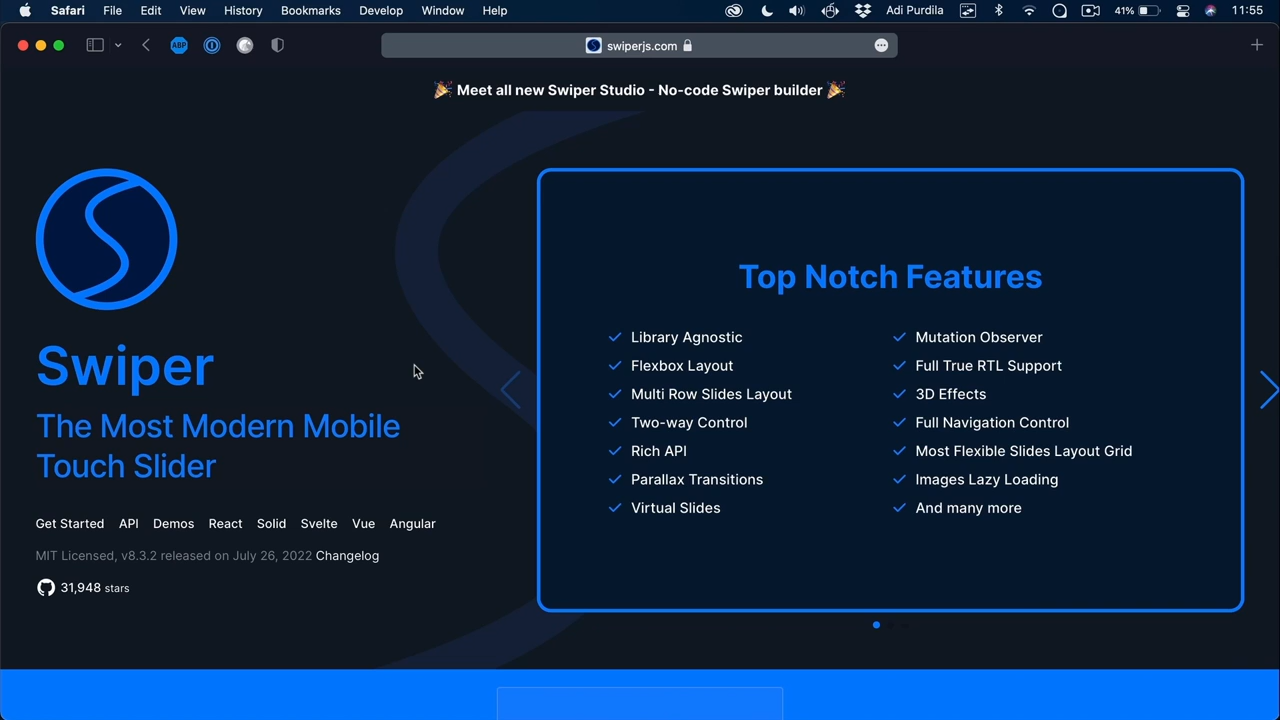 Safari File Edit View History Bookmarks Develop Window Help Adi Purdila 41% 11:55
ABP swiperjs.com
🎉 Meet all new Swiper Studio - No-code Swiper builder 🎉
Swiper
The Most Modern Mobile
Touch Slider
Get Started API Demos React Solid Svelte Vue Angular
MIT Licensed, v8.3.2 released on July 26, 2022 Changelog
31,948 stars
Top Notch Features
Library Agnostic
Flexbox Layout
Multi Row Slides Layout
Two-way Control
Rich API
Parallax Transitions
Virtual Slides
Mutation Observer
Full True RTL Support
3D Effects
Full Navigation Control
Most Flexible Slides Layout Grid
Images Lazy Loading
And many more